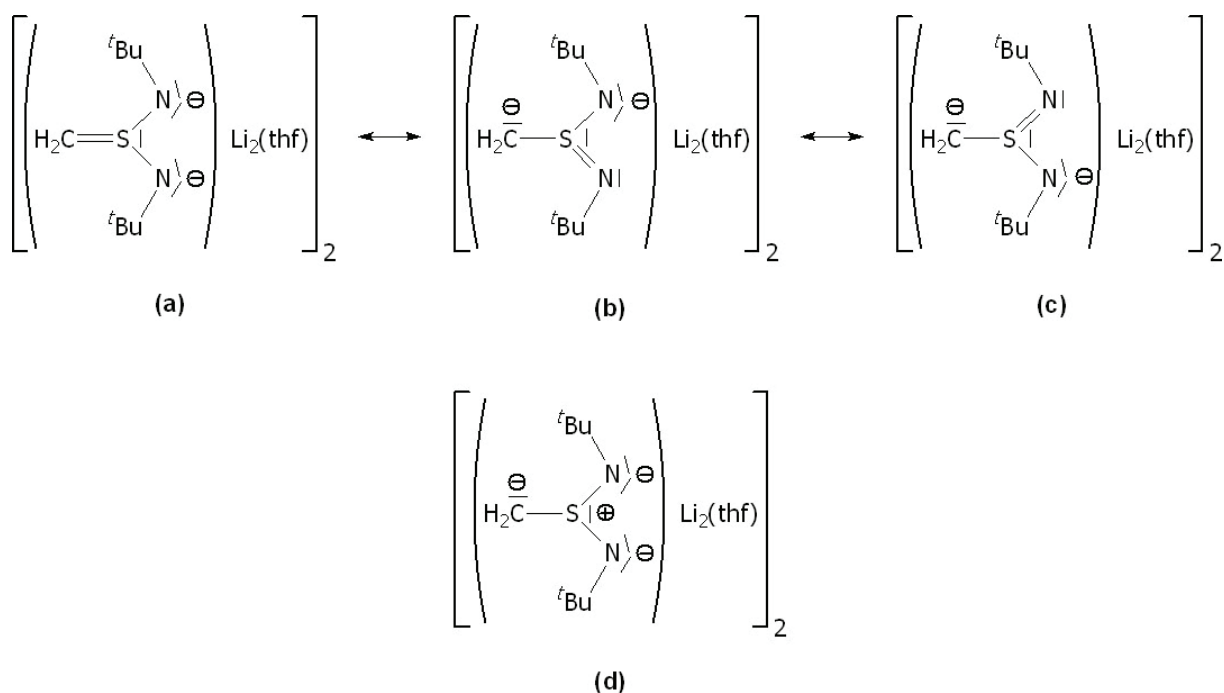 tBu tBu tBu
N ⊖ ⊖ N ⊖ ⊖ N
H2C S Li2(thf) H2C S Li2(thf) H2C S Li2(thf)
N ⊖ N N ⊖
tBu 2 tBu 2 tBu 2
(a) (b) (c)
tBu
⊖ N ⊖
H2C S ⊕ Li2(thf)
N ⊖
tBu 2
(d)